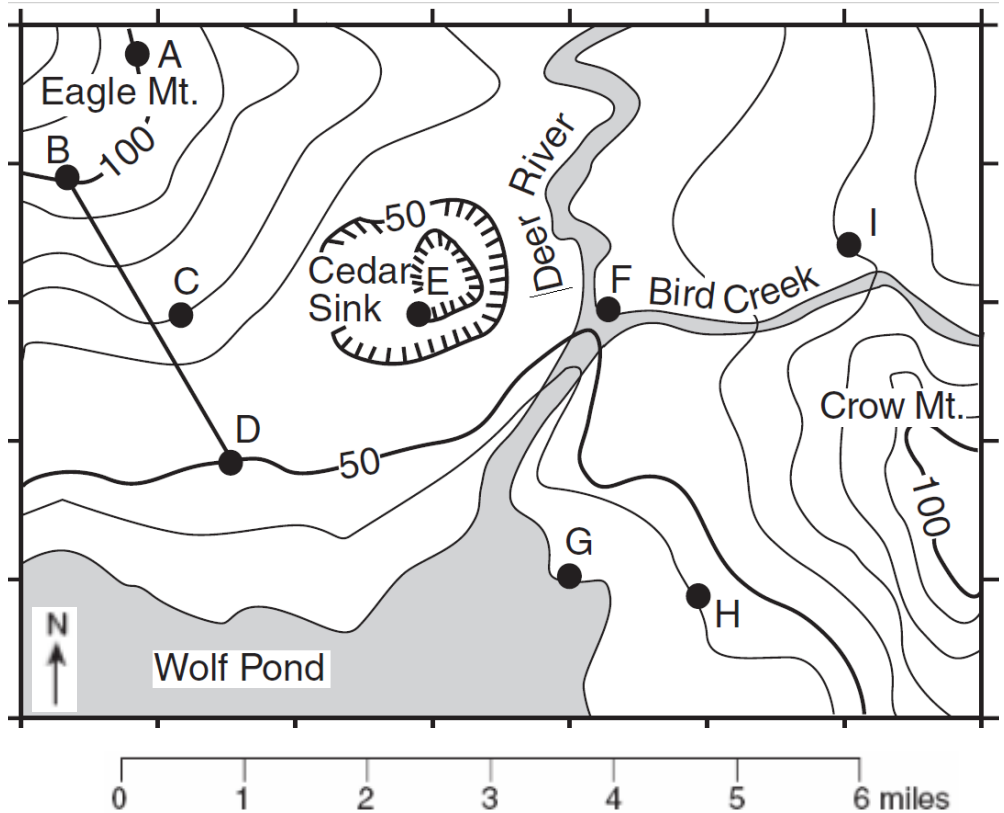 A
Eagle Mt.
B
100
50
Deer River
I
C
Cedar
Sink
E
F
Bird Creek
Crow Mt.
D
50
100
G
H
N
Wolf Pond
0 1 2 3 4 5 6 miles